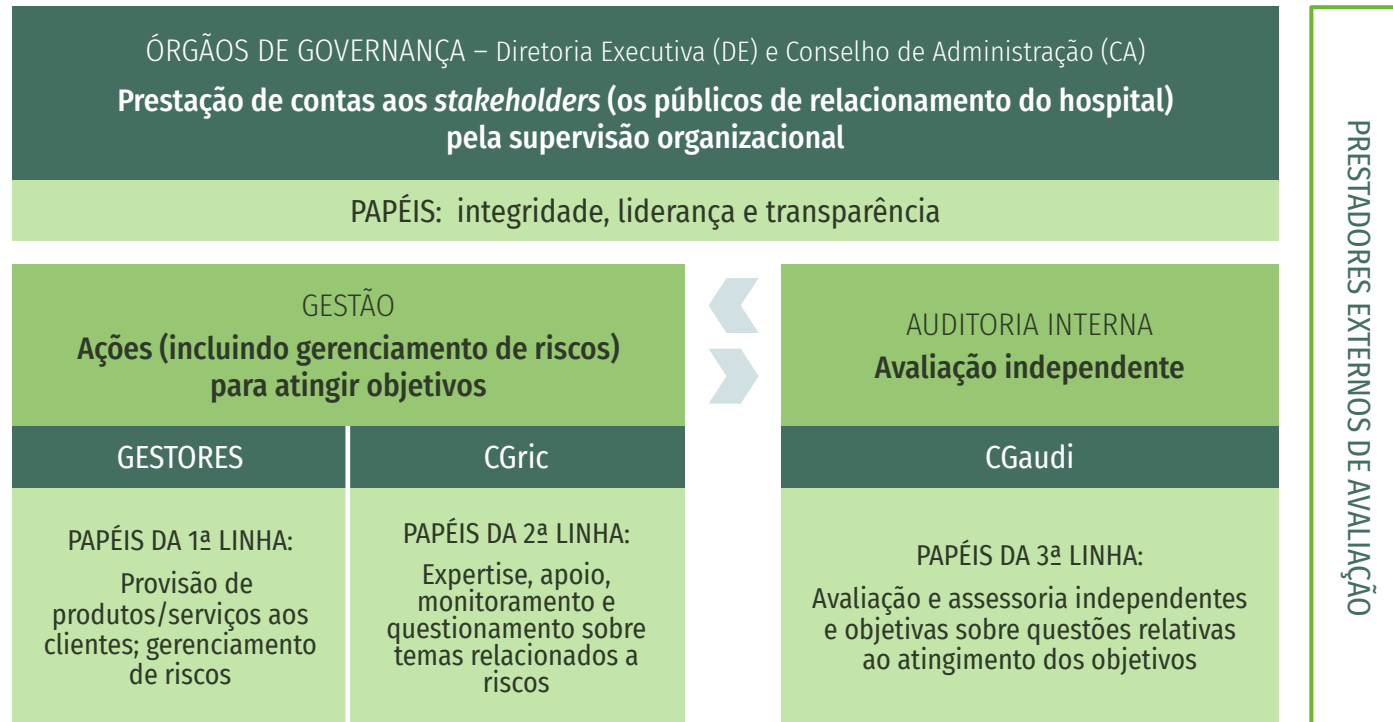 ÓRGÃOS DE GOVERNANÇA – Diretoria Executiva (DE) e Conselho de Administração (CA)
Prestação de contas aos stakeholders (os públicos de relacionamento do hospital)
pela supervisão organizacional
PAPÉIS: integridade, liderança e transparência
GESTÃO
Ações (incluindo gerenciamento de riscos)
para atingir objetivos
GESTORES
PAPÉIS DA 1ª LINHA:
Provisão de
produtos/serviços aos
clientes; gerenciamento
de riscos
CGric
PAPÉIS DA 2ª LINHA:
Expertise, apoio,
monitoramento e
questionamento sobre
temas relacionados a
riscos
AUDITORIA INTERNA
Avaliação independente
CGaudi
PAPÉIS DA 3ª LINHA:
Avaliação e assessoria independentes
e objetivas sobre questões relativas
ao atingimento dos objetivos
PRESTADORES EXTERNOS DE AVALIAÇÃO